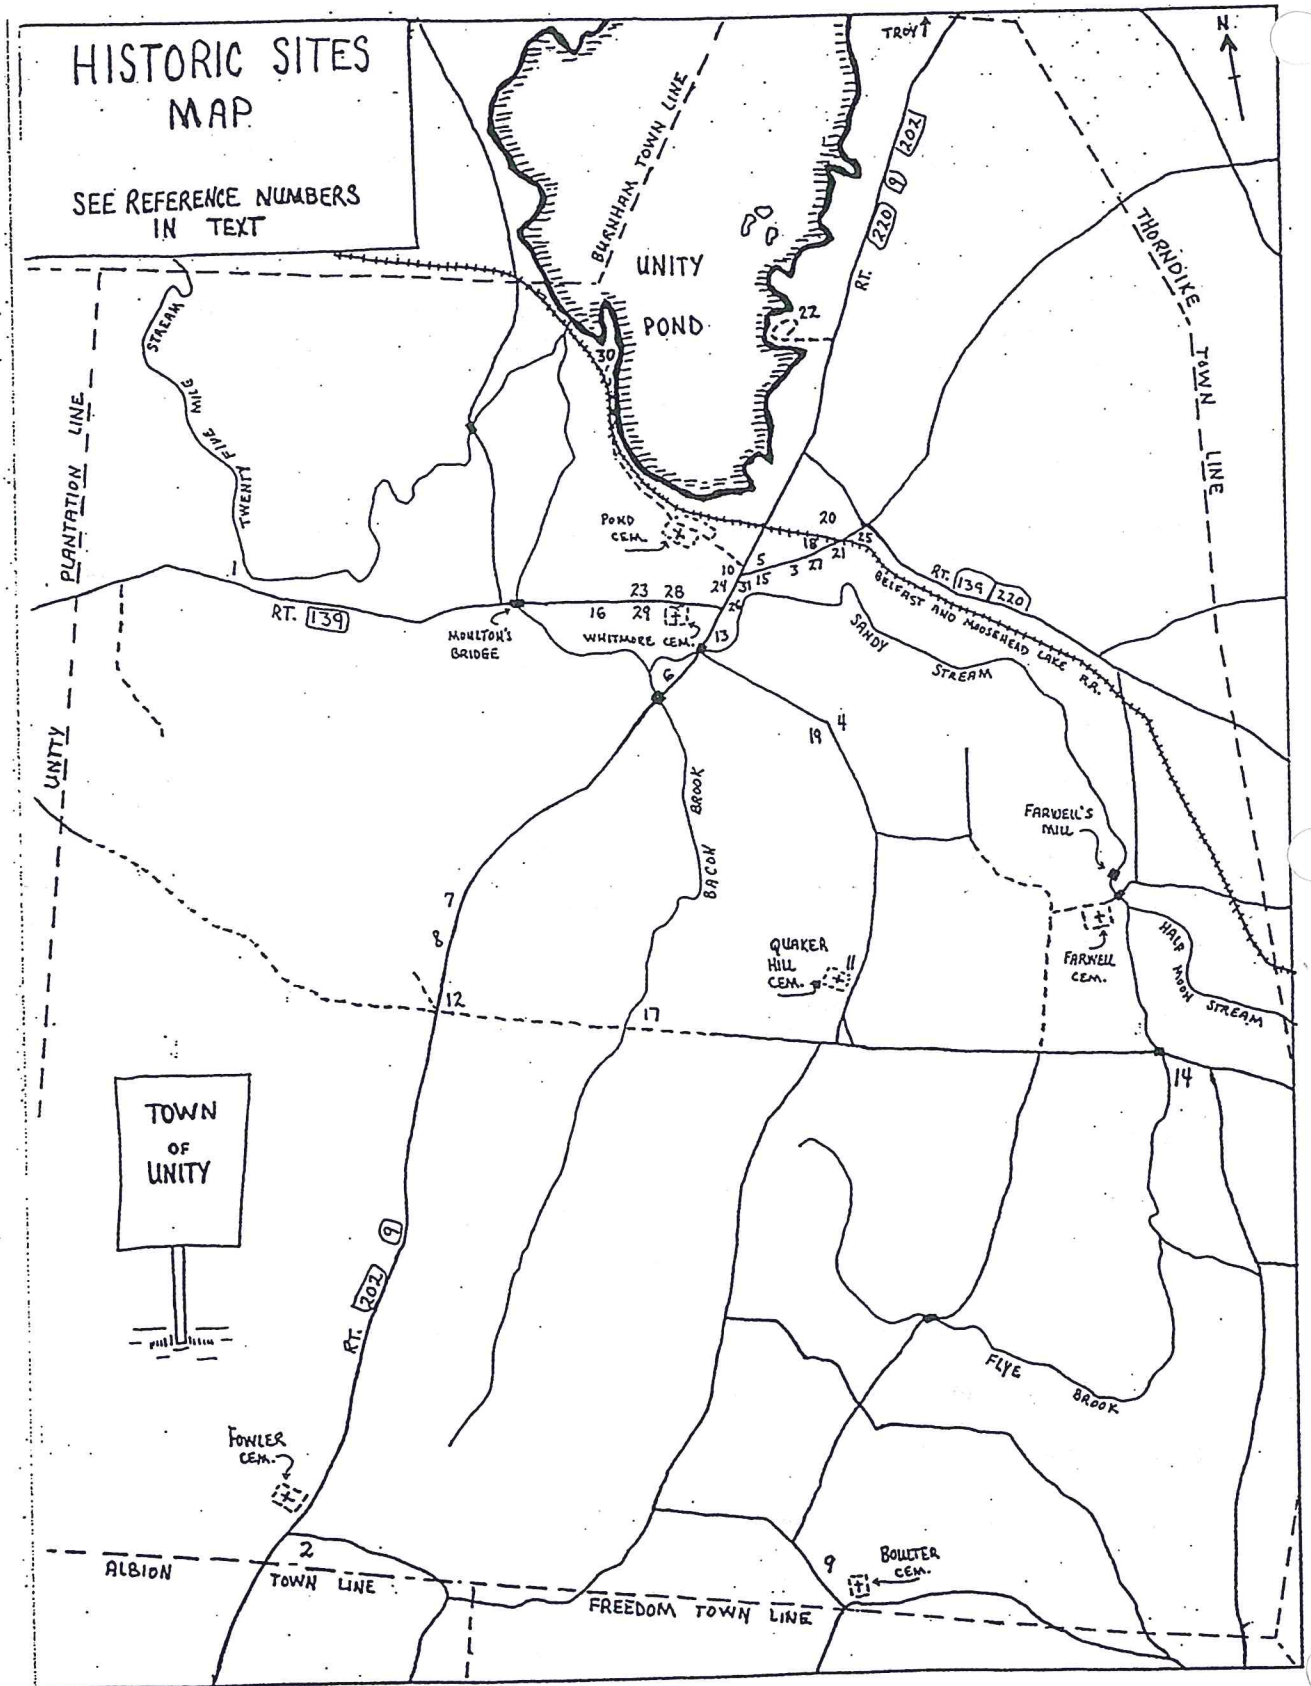 HISTORIC SITES
MAP
SEE REFERENCE NUMBERS
IN TEXT
TROY
N
BURNHAM TOWN LINE
UNITY
POND
RT. 220 9 202
THORNDIKE TOWN LINE
22
30
STREAM
TWENTY FIVE MILE
UNITY PLANTATION LINE
POND
CEM.
20
18
21
25
5
3
27
10
24
31
15
26
RT. 139 220
BELFAST AND MOOSEHEAD LAKE R.R.
RT. 139
MOULTON'S
BRIDGE
23 28
16 29
WHITMORE CEM.
13
6
SANDY STREAM
19
4
BACON BROOK
FARWELL'S
MILL
7
8
QUAKER
HILL
CEM.
11
FARWELL
CEM.
HALF MOON STREAM
12
17
14
TOWN
OF
UNITY
RT. 202 9
FLYE BROOK
FOWLER
CEM.
2
ALBION TOWN LINE
9
BOULTER
CEM.
FREEDOM TOWN LINE